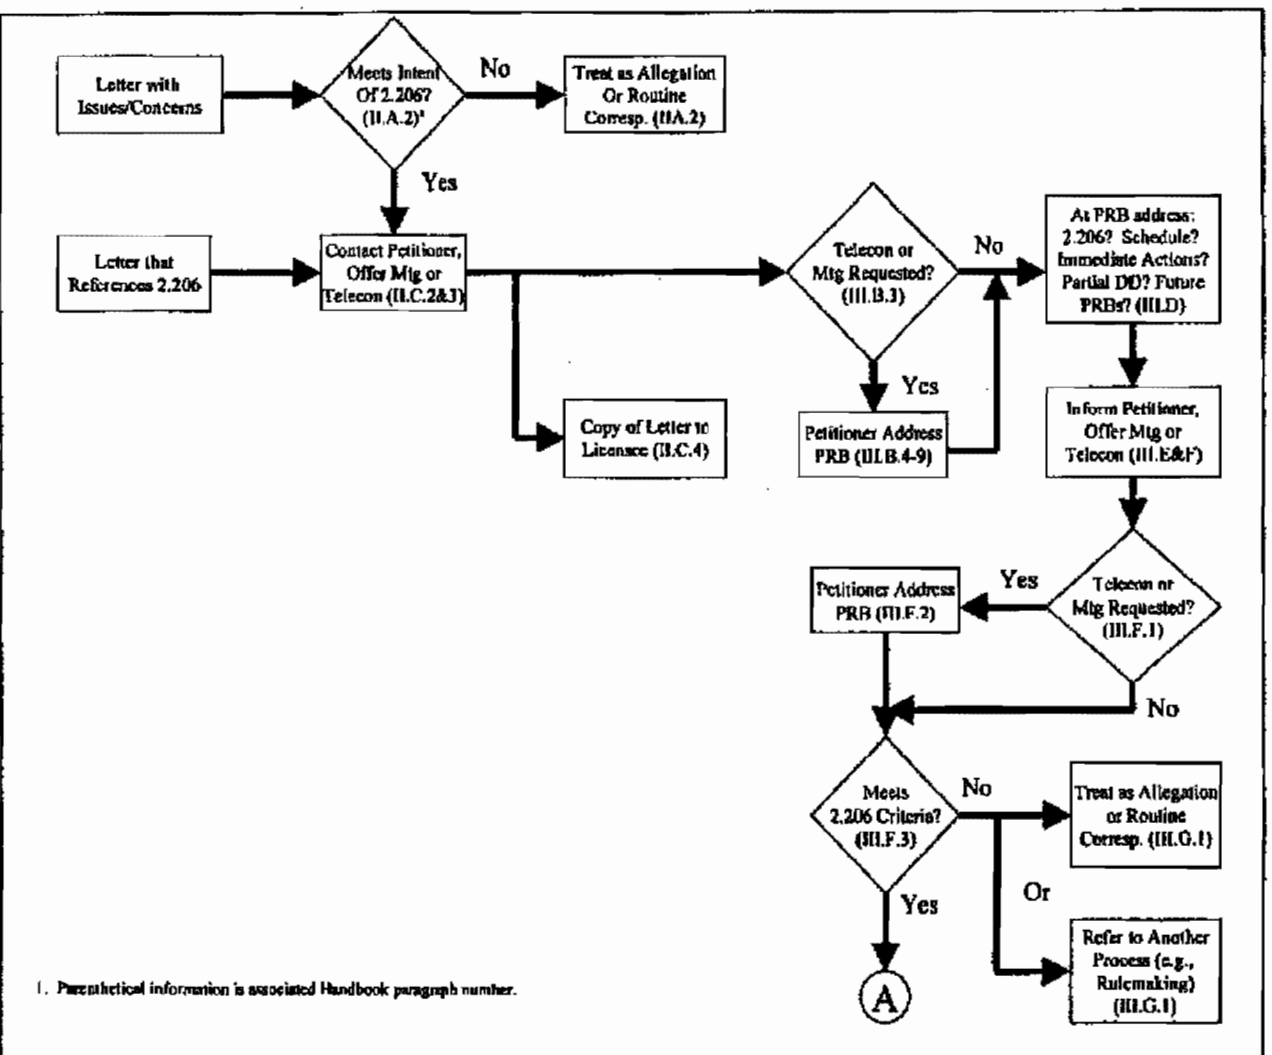 Letter with
Issues/Concerns
Meets Intent
Of 2.206?
(II.A.2)¹
No
Treat as Allegation
Or Routine
Corresp. (IIA.2)
Yes
Letter that
References 2.206
Contact Petitioner,
Offer Mtg or
Telecon (II.C.2&3)
Copy of Letter to
Licensee (II.C.4)
Telecon or
Mtg Requested?
(III.B.3)
No
Yes
Petitioner Address
PRB (III.B.4-9)
At PRB address:
2.206? Schedule?
Immediate Actions?
Partial DD? Future
PRBs? (III.D)
Inform Petitioner,
Offer Mtg or
Telecon (III.E&F)
Telecon or
Mtg Requested?
(III.F.1)
Yes
Petitioner Address
PRB (III.F.2)
No
Meets
2.206 Criteria?
(III.F.3)
No
Treat as Allegation
or Routine
Corresp. (III.G.1)
Or
Refer to Another
Process (e.g.,
Rulemaking)
(III.G.1)
Yes
A
1. Parenthetical information is associated Handbook paragraph number.